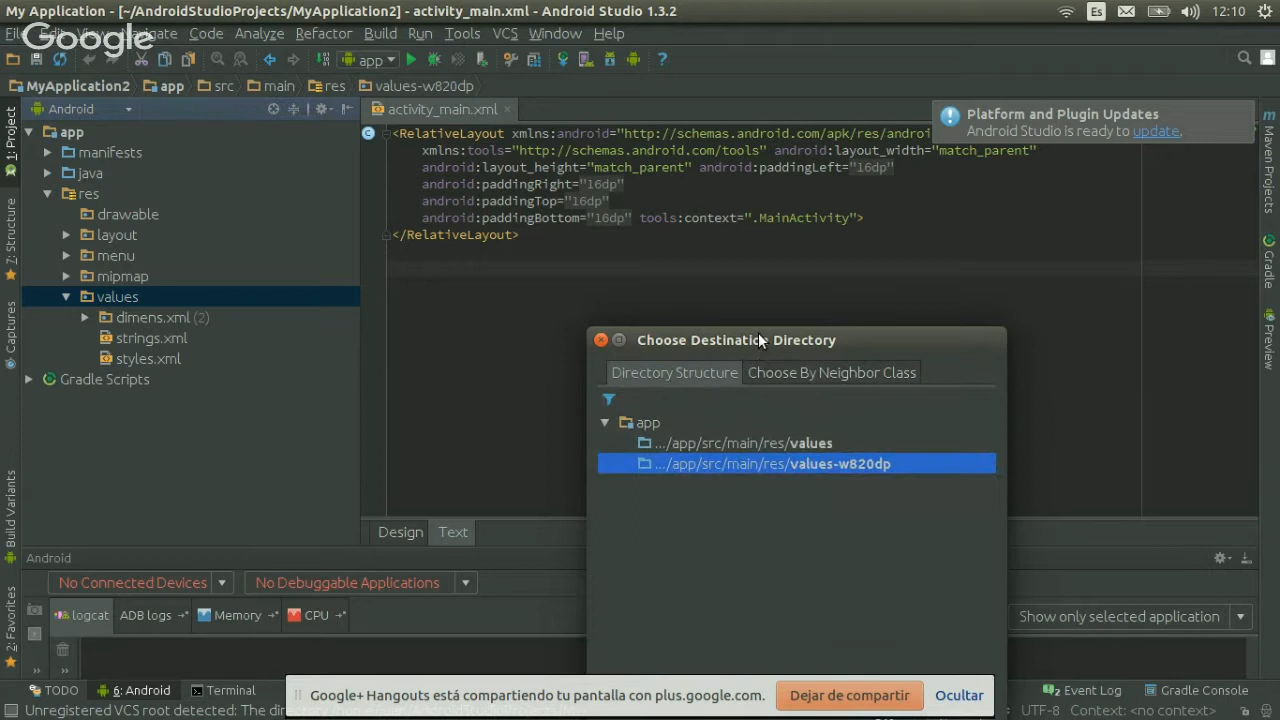 My Application - [~/AndroidStudioProjects/MyApplication2] - activity_main.xml - Android Studio 1.3.2
Es
12:10
Google
Navigate Code Analyze Refactor Build Run Tools VCS Window Help
app
MyApplication2 app src main res values-w820dp
Android
activity_main.xml
1: Project
Z: Structure
Captures
Build Variants
2: Favorites
app
manifests
java
res
drawable
layout
menu
mipmap
values
dimens.xml (2)
strings.xml
styles.xml
Gradle Scripts
<RelativeLayout xmlns:android="http://schemas.android.com/apk/res/androi
xmlns:tools="http://schemas.android.com/tools" android:layout_width="match_parent"
android:layout_height="match_parent" android:paddingLeft="16dp"
android:paddingRight="16dp"
android:paddingTop="16dp"
android:paddingBottom="16dp" tools:context=".MainActivity">
</RelativeLayout>
Platform and Plugin Updates
Android Studio is ready to update.
Maven Projects
Gradle
Preview
Choose Destination Directory
Directory Structure
Choose By Neighbor Class
app
.../app/src/main/res/values
.../app/src/main/res/values-w820dp
Design Text
Android
No Connected Devices
No Debuggable Applications
logcat ADB logs Memory CPU
Show only selected application
TODO 6: Android Terminal
Event Log Gradle Console
Google+ Hangouts está compartiendo tu pantalla con plus.google.com.
Dejar de compartir
Ocultar
Unregistered VCS root detected: The directory
UTF-8 Context: <no context>